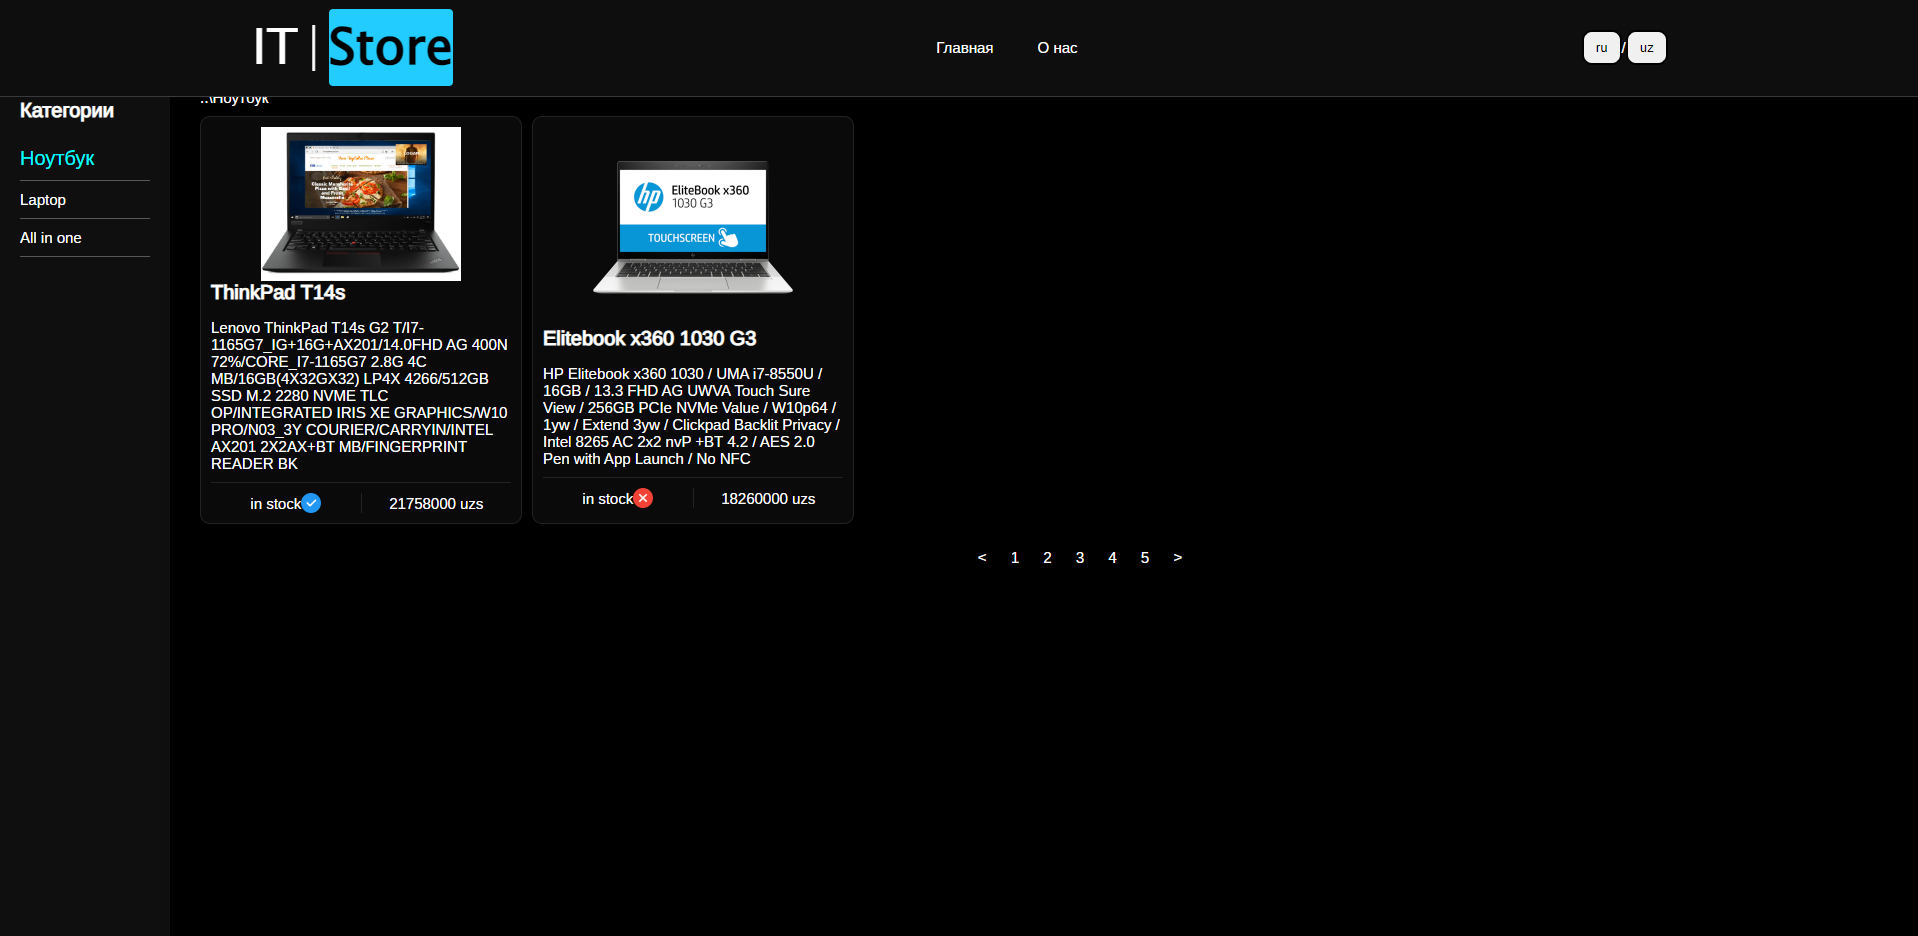 IT | Store
Главная
О нас
ru / uz
..\Ноутбук
Категории
Ноутбук
Laptop
All in one
ThinkPad T14s
Lenovo ThinkPad T14s G2 T/I7-
1165G7_IG+16G+AX201/14.0FHD AG 400N
72%/CORE_I7-1165G7 2.8G 4C
MB/16GB(4X32GX32) LP4X 4266/512GB
SSD M.2 2280 NVME TLC
OP/INTEGRATED IRIS XE GRAPHICS/W10
PRO/N03_3Y COURIER/CARRYIN/INTEL
AX201 2X2AX+BT MB/FINGERPRINT
READER BK
in stock
21758000 uzs
hp
EliteBook x360
1030 G3
TOUCHSCREEN
Elitebook x360 1030 G3
HP Elitebook x360 1030 / UMA i7-8550U /
16GB / 13.3 FHD AG UWVA Touch Sure
View / 256GB PCIe NVMe Value / W10p64 /
1yw / Extend 3yw / Clickpad Backlit Privacy /
Intel 8265 AC 2x2 nvP +BT 4.2 / AES 2.0
Pen with App Launch / No NFC
in stock
18260000 uzs
< 1 2 3 4 5 >